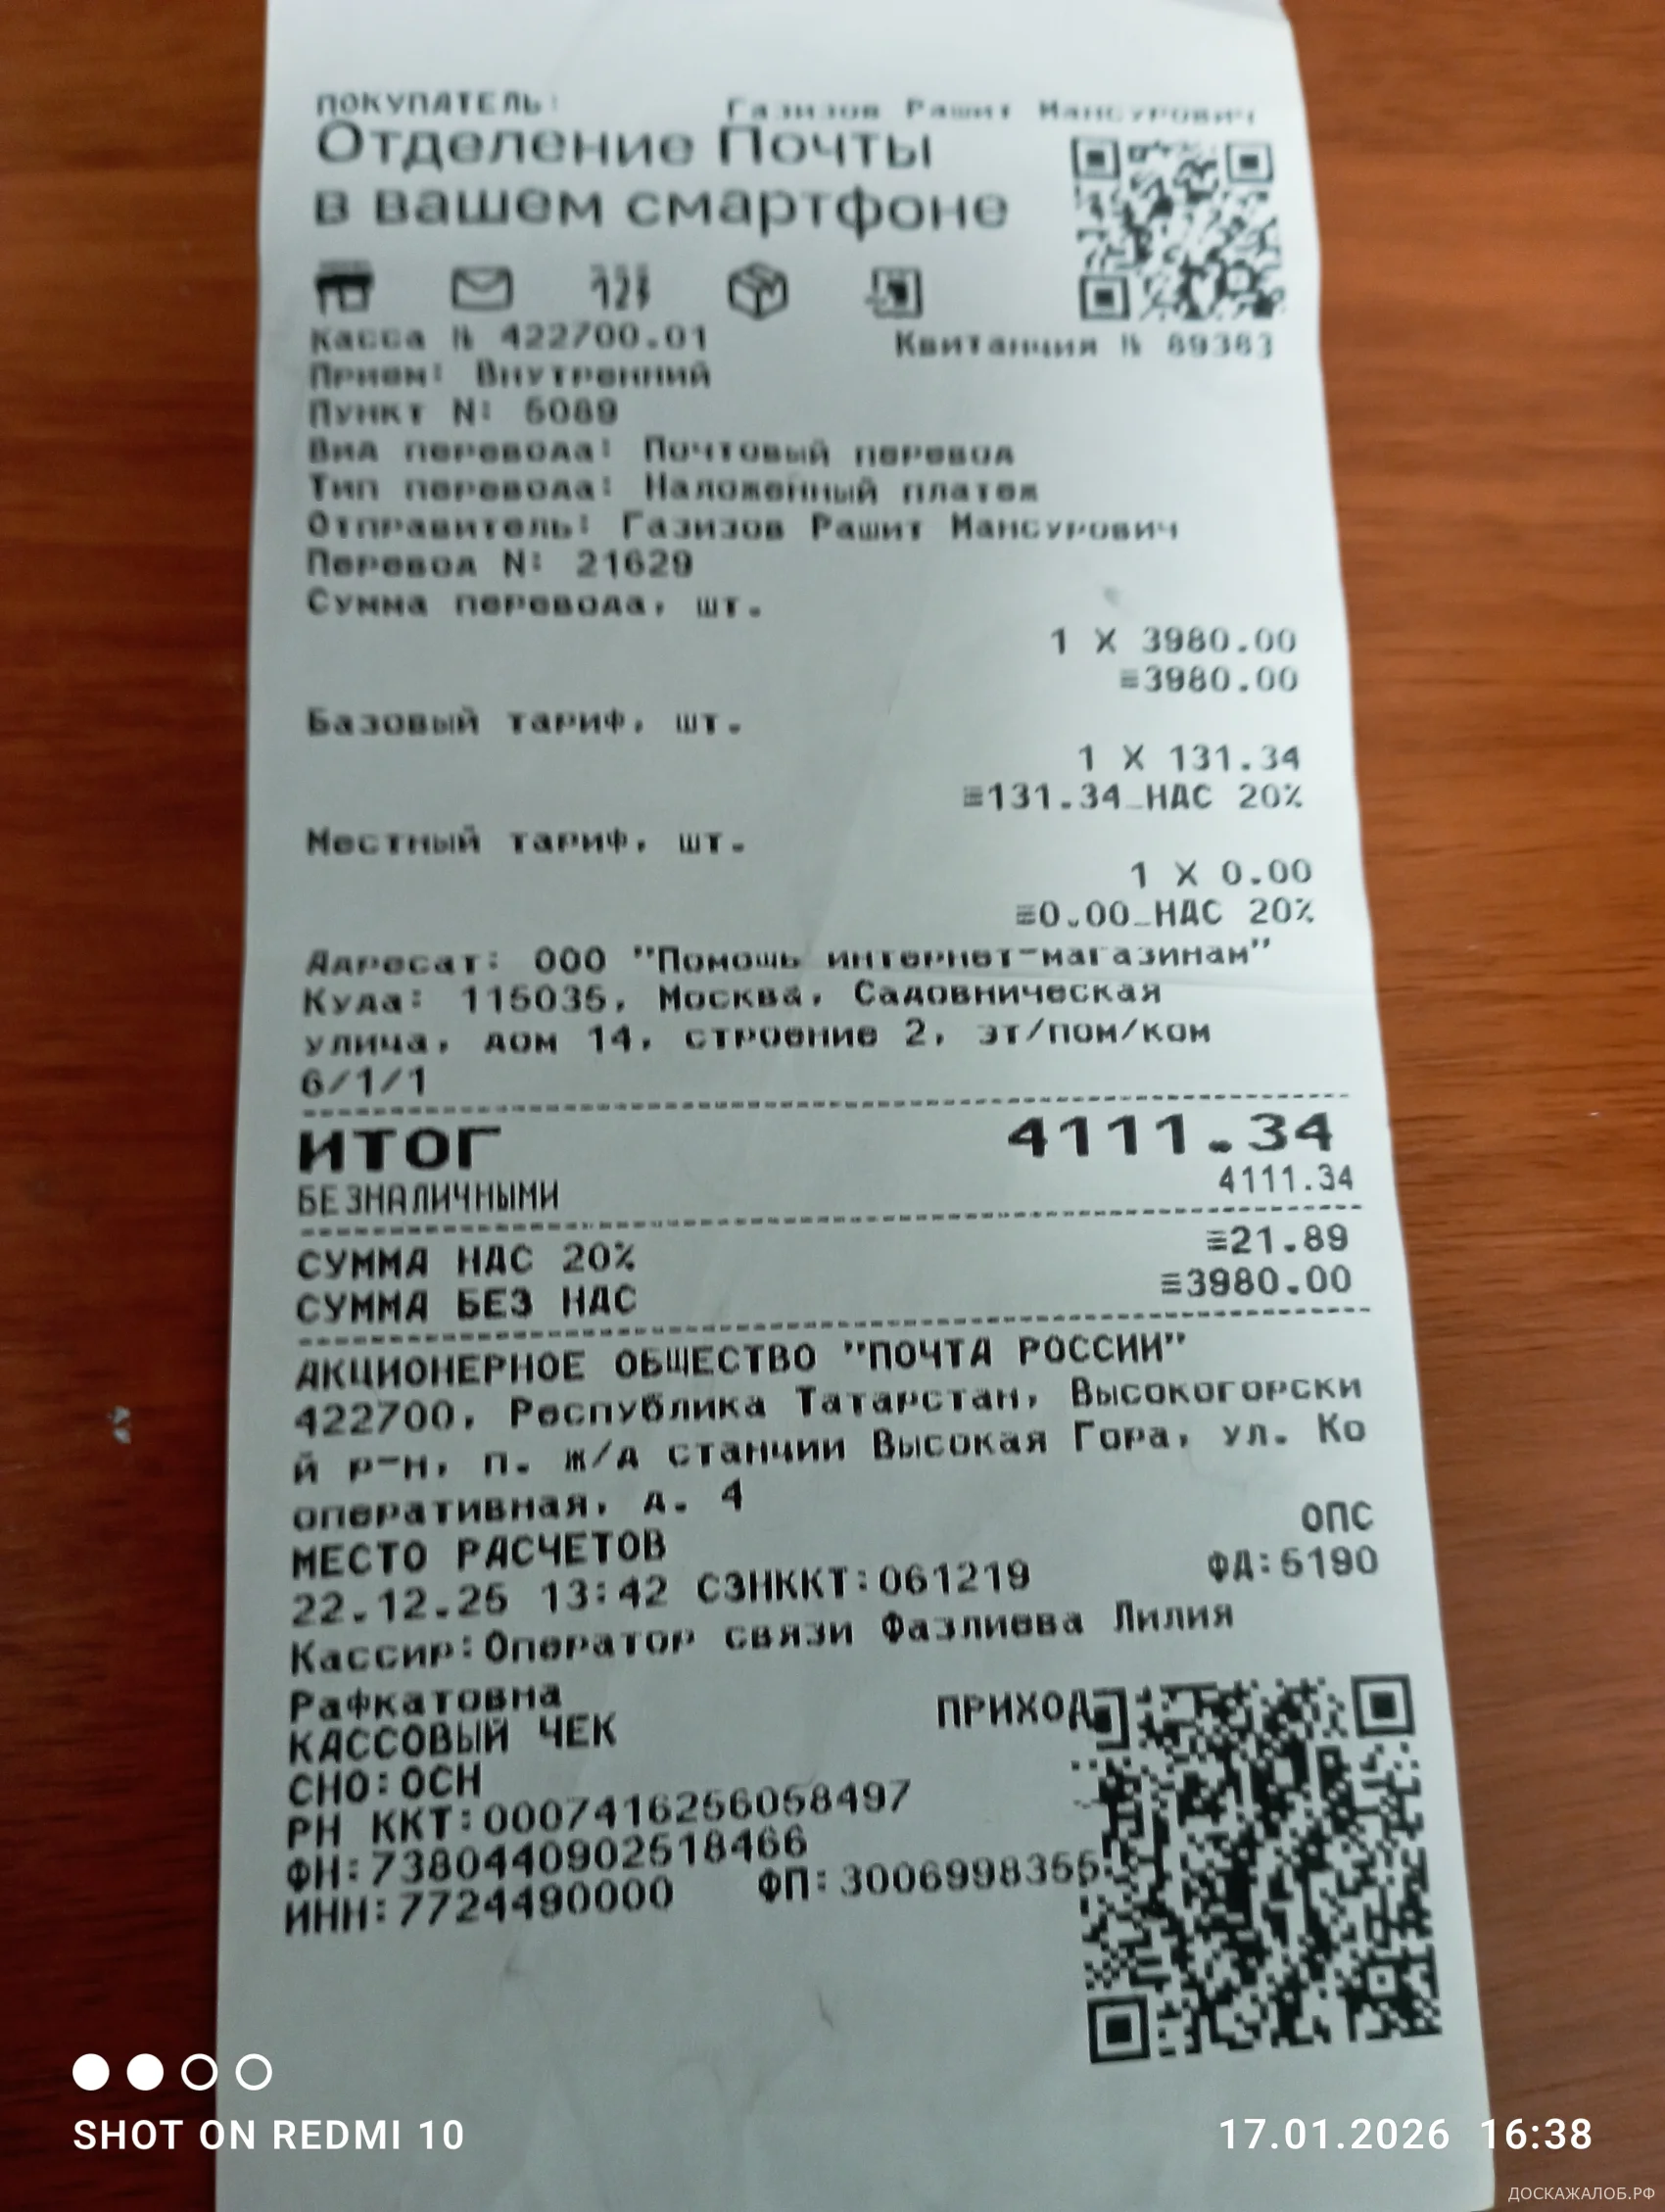 ПОКУПАТЕЛЬ: Газизов Рашит Мансурович
Отделение Почты
в вашем смартфоне
Касса № 422700.01 Квитанция № 89383
Прием: Внутренний
Пункт N: 5089
Вид перевода: Почтовый перевод
Тип перевода: Наложенный платеж
Отправитель: Газизов Рашит Мансурович
Перевод N: 21629
Сумма перевода, шт.
1 X 3980.00
≡3980.00
Базовый тариф, шт.
1 X 131.34
≡131.34_НДС 20%
Местный тариф, шт.
1 X 0.00
≡0.00_НДС 20%
Адресат: ООО "Помощь интернет-магазинам"
Куда: 115035, Москва, Садовническая
улица, дом 14, строение 2, эт/пом/ком
6/1/1
ИТОГ 4111.34
БЕЗНАЛИЧНЫМИ 4111.34
СУММА НДС 20% ≡21.89
СУММА БЕЗ НДС ≡3980.00
АКЦИОНЕРНОЕ ОБЩЕСТВО "ПОЧТА РОССИИ"
422700, Республика Татарстан, Высокогорски
й р-н, п. ж/д станции Высокая Гора, ул. Ко
оперативная, д. 4
МЕСТО РАСЧЕТОВ ОПС
22.12.25 13:42 СЗНККТ:061219 ФД:5190
Кассир:Оператор связи Фазлиева Лилия
Рафкатовна
КАССОВЫЙ ЧЕК ПРИХОД
СНО:ОСН
РН ККТ:0007416256058497
ФН:7380440902518466
ИНН:7724490000 ФП:3006998355
SHOT ON REDMI 10
17.01.2026 16:38
ДОСКАЖАЛОБ.РФ